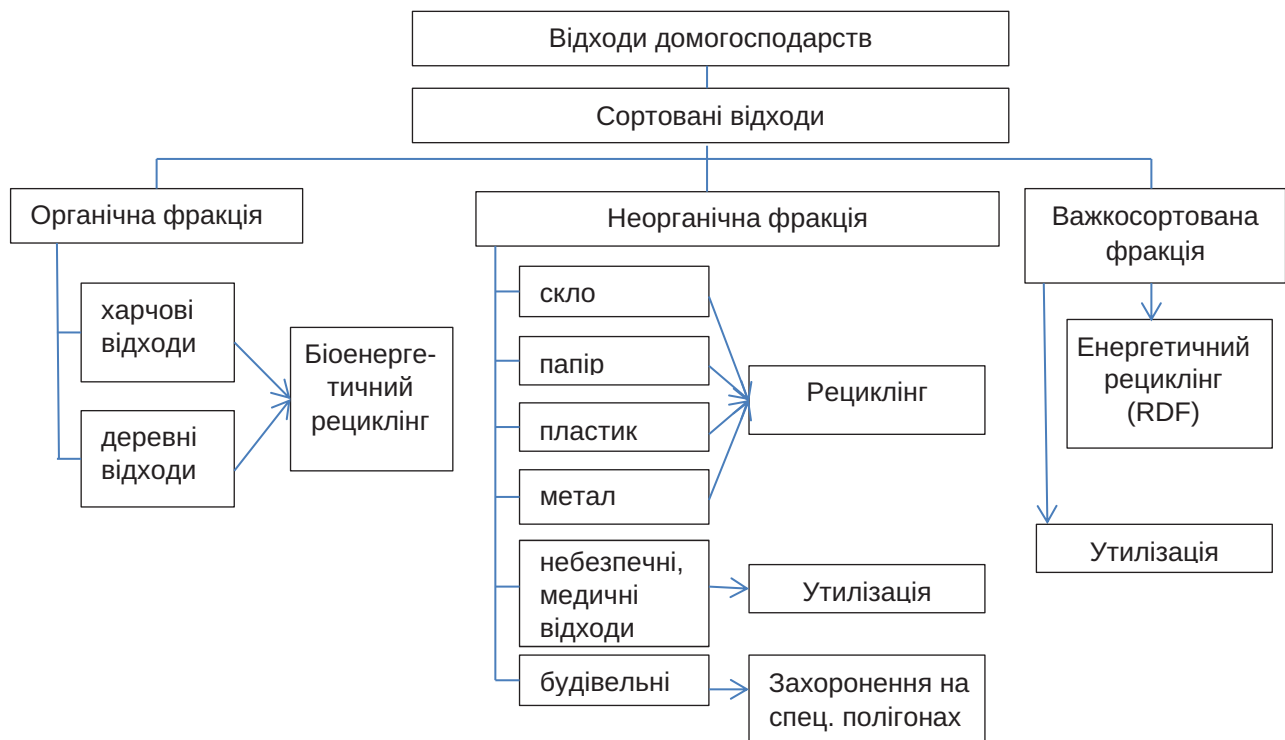 Відходи домогосподарств
Сортовані відходи
Органічна фракція
харчові
відходи
деревні
відходи
Біоенерге-
тичний
рециклінг
Неорганічна фракція
скло
папір
пластик
метал
небезпечні,
медичні
відходи
будівельні
Рециклінг
Утилізація
Захоронення на
спец. полігонах
Важкосортована
фракція
Енергетичний
рециклінг
(RDF)
Утилізація